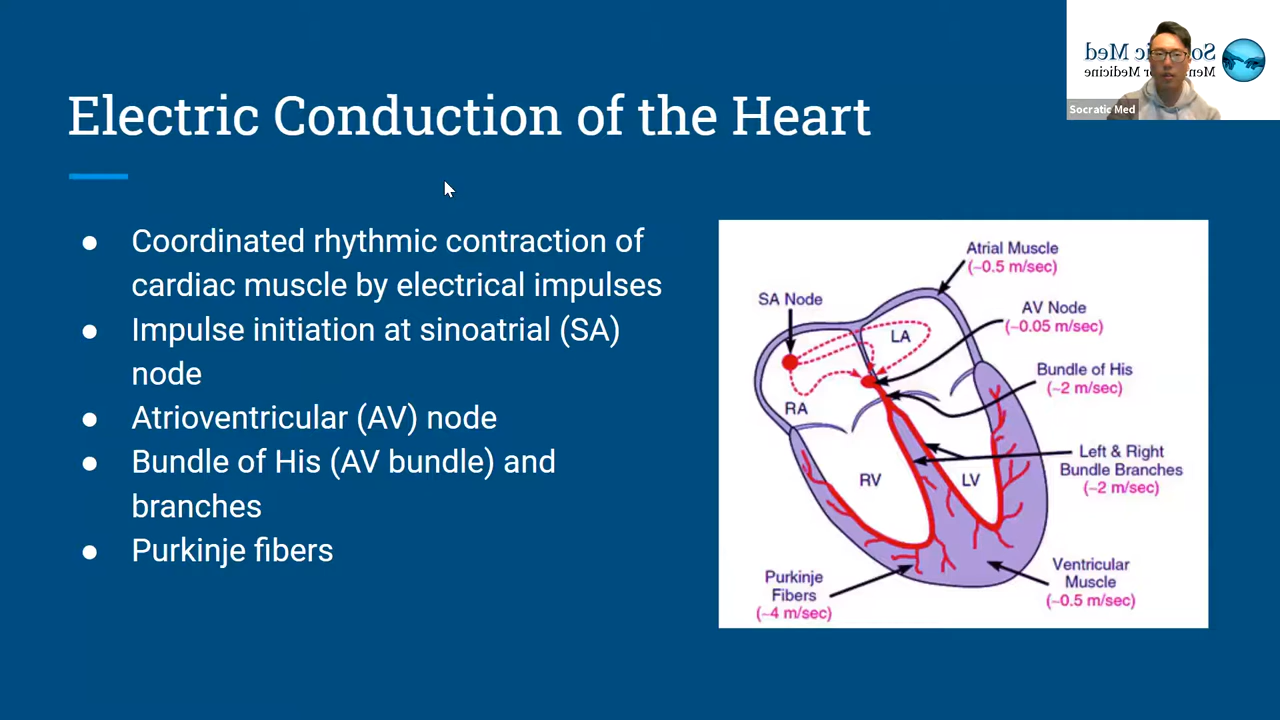 Electric Conduction of the Heart
Coordinated rhythmic contraction of
cardiac muscle by electrical impulses
Impulse initiation at sinoatrial (SA)
node
Atrioventricular (AV) node
Bundle of His (AV bundle) and
branches
Purkinje fibers
Atrial Muscle
(~0.5 m/sec)
SA Node
AV Node
(~0.05 m/sec)
LA
Bundle of His
(~2 m/sec)
RA
Left & Right
Bundle Branches
(~2 m/sec)
RV
LV
Purkinje
Fibers
(~4 m/sec)
Ventricular
Muscle
(~0.5 m/sec)
Med
Medicine
Socratic Med